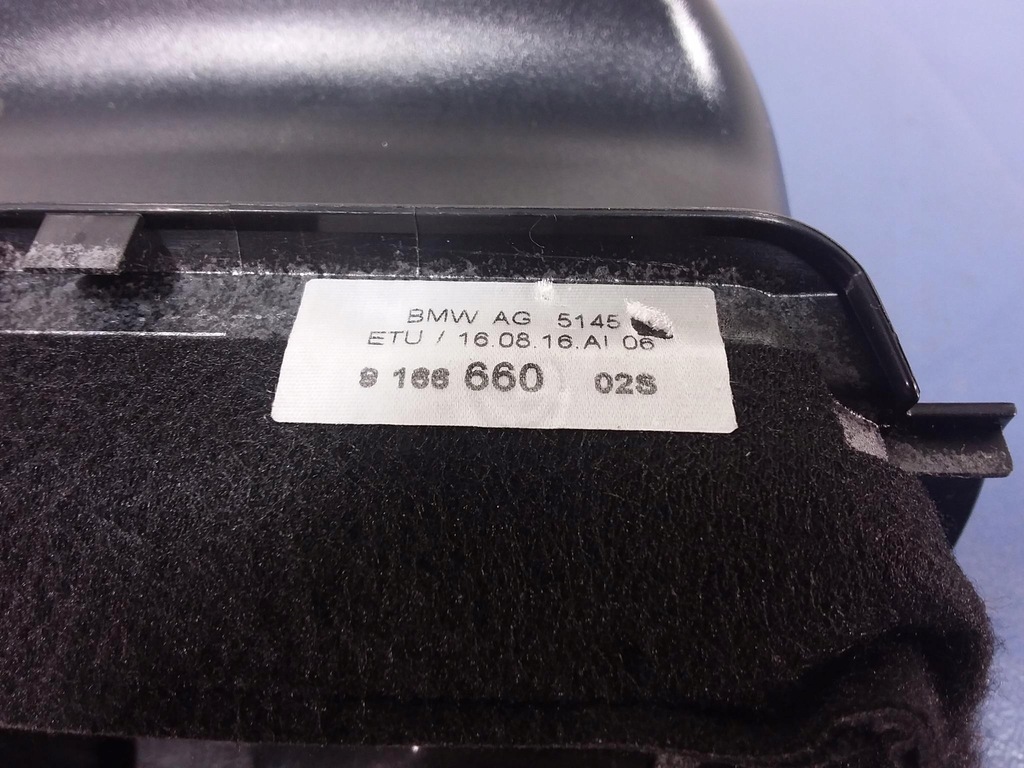 BMW AG 5145
ETU / 16.08.16.AI 06
9 166 660 02S